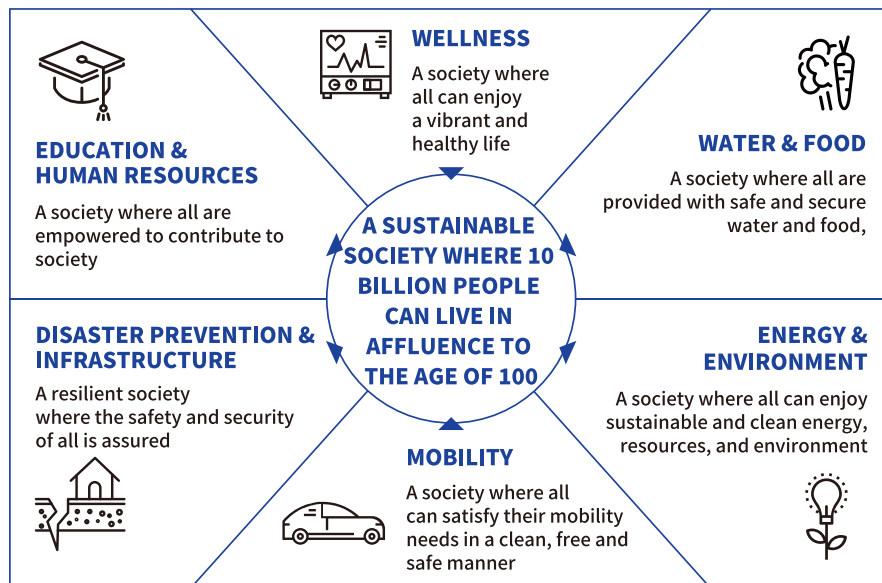 WELLNESS
A society where
all can enjoy
a vibrant and
healthy life
EDUCATION &
HUMAN RESOURCES
A society where all are
empowered to contribute to
society
WATER & FOOD
A society where all are
provided with safe and secure
water and food,
A SUSTAINABLE
SOCIETY WHERE 10
BILLION PEOPLE
CAN LIVE IN
AFFLUENCE TO
THE AGE OF 100
DISASTER PREVENTION &
INFRASTRUCTURE
A resilient society
where the safety and security
of all is assured
ENERGY &
ENVIRONMENT
A society where all can enjoy
sustainable and clean energy,
resources, and environment
MOBILITY
A society where all
can satisfy their mobility
needs in a clean, free and
safe manner